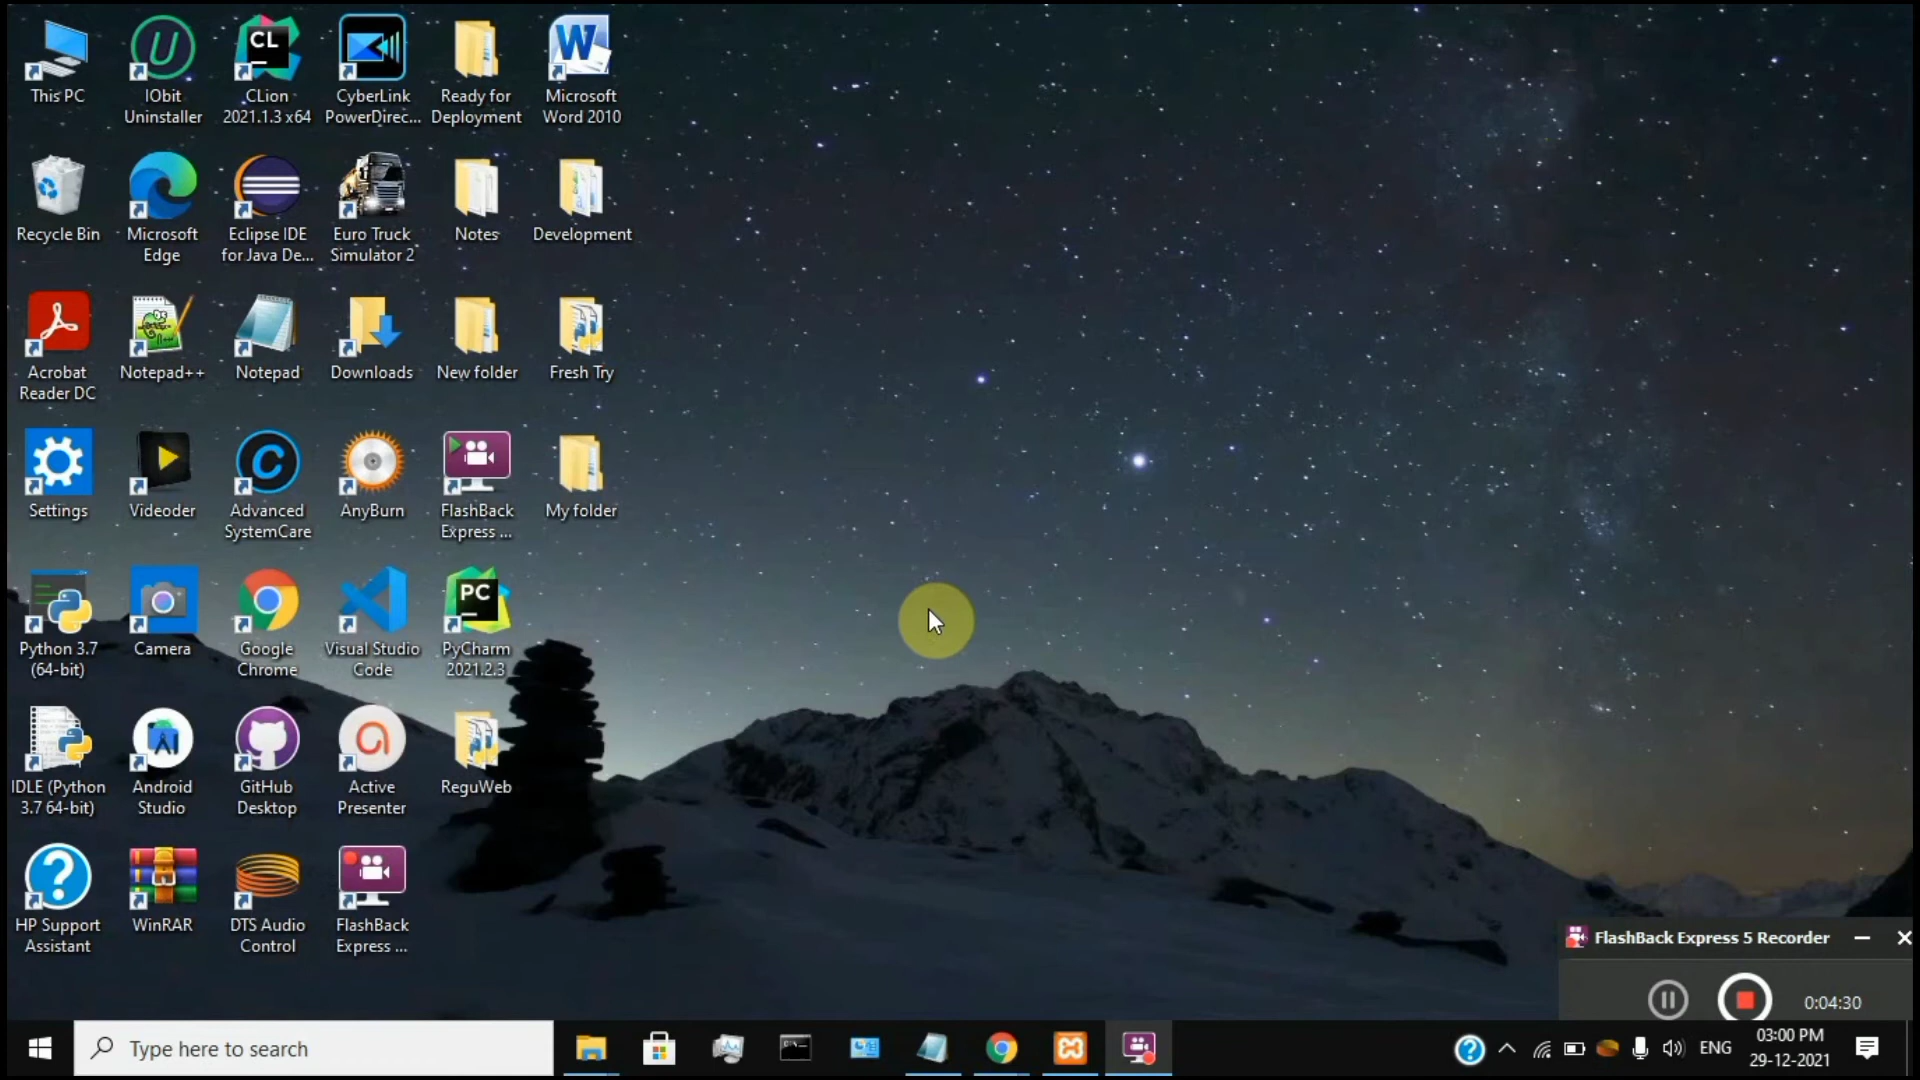 This PC
IObit
Uninstaller
CL
CLion
2021.1.3 x64
CyberLink
PowerDirec...
Ready for
Deployment
W
Microsoft
Word 2010
Recycle Bin
Microsoft
Edge
Eclipse IDE
for Java De...
Euro Truck
Simulator 2
Notes
Development
Acrobat
Reader DC
Notepad++
Notepad
Downloads
New folder
Fresh Try
Settings
Videoder
Advanced
SystemCare
AnyBurn
FlashBack
Express ...
My folder
Python 3.7
(64-bit)
Camera
Google
Chrome
Visual Studio
Code
PC
PyCharm
2021.2.3
IDLE (Python
3.7 64-bit)
Android
Studio
GitHub
Desktop
Active
Presenter
ReguWeb
HP Support
Assistant
WinRAR
DTS Audio
Control
FlashBack
Express ...
FlashBack Express 5 Recorder
0:04:30
Type here to search
ENG
03:00 PM
29-12-2021